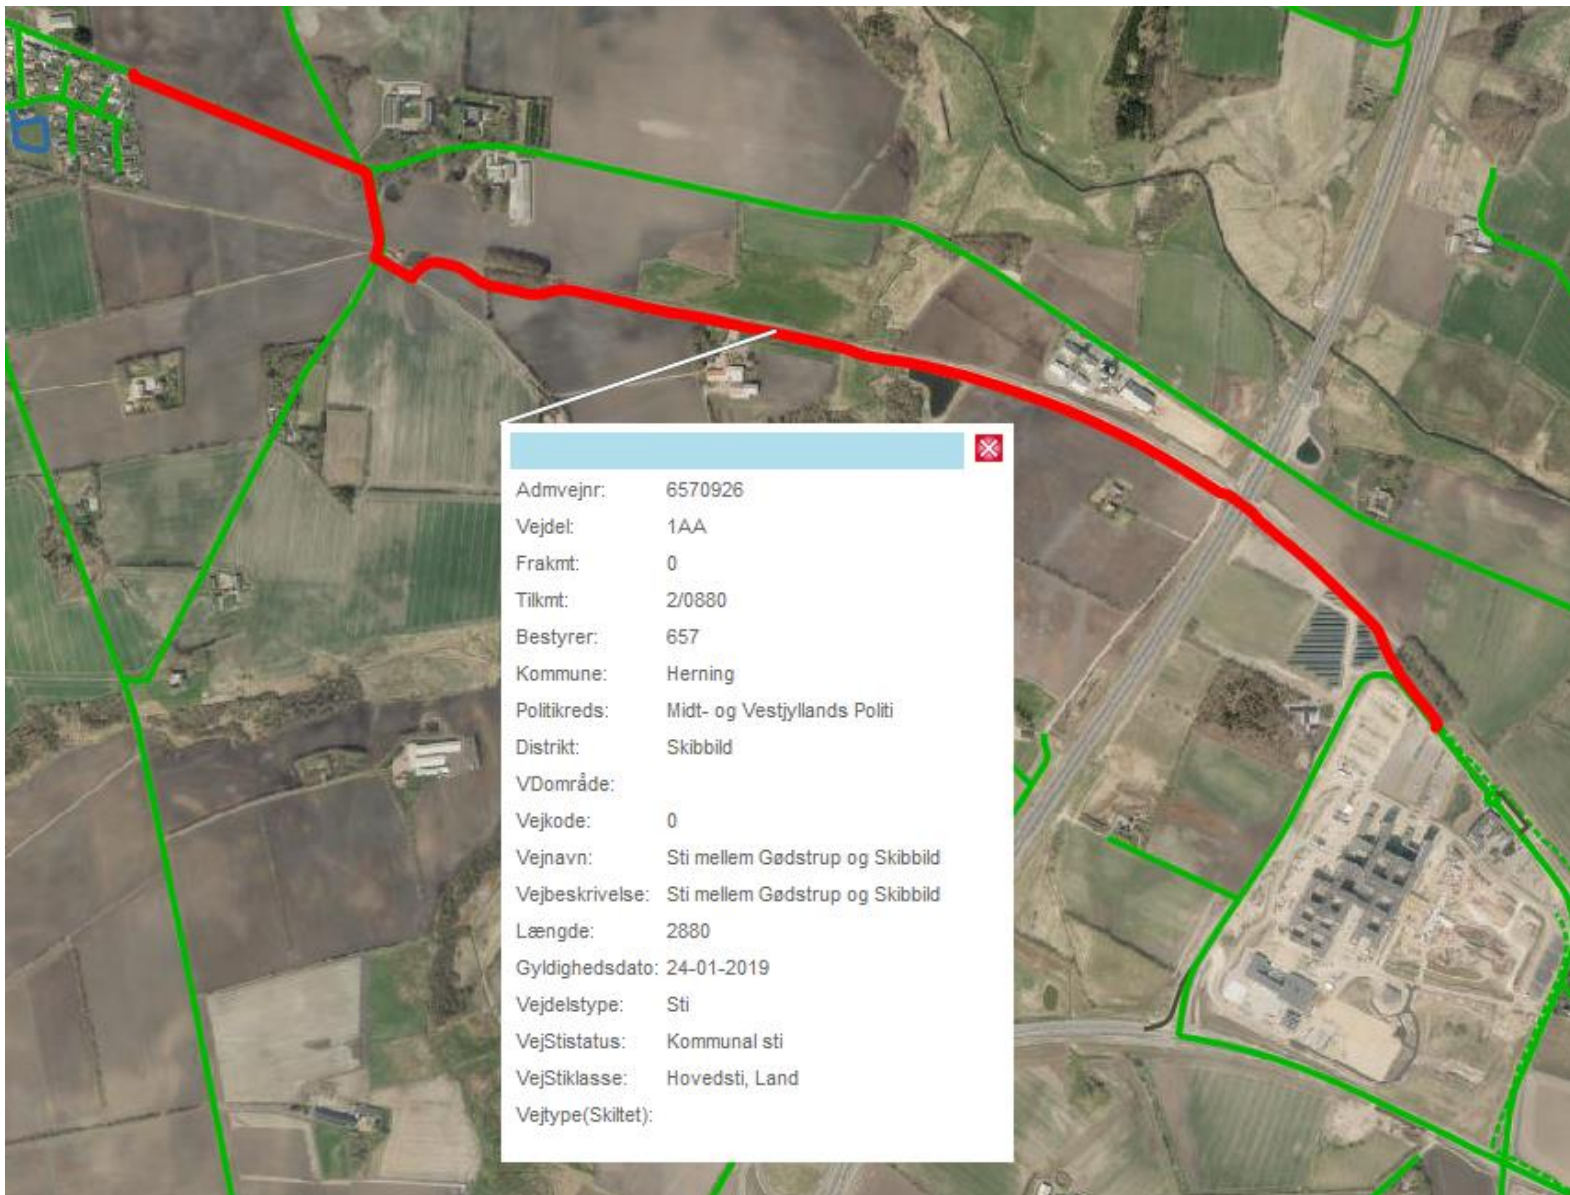 Admvejnr: 6570926
Vejdel: 1AA
Frakmt: 0
Tilkmt: 2/0880
Bestyrer: 657
Kommune: Herning
Politikreds: Midt- og Vestjyllands Politi
Distrikt: Skibbild
VDområde:
Vejkode: 0
Vejnavn: Sti mellem Gødstrup og Skibbild
Vejbeskrivelse: Sti mellem Gødstrup og Skibbild
Længde: 2880
Gyldighedsdato: 24-01-2019
Vejdelstype: Sti
VejStistatus: Kommunal sti
VejStiklasse: Hovedsti, Land
Vejtype(Skiltet):